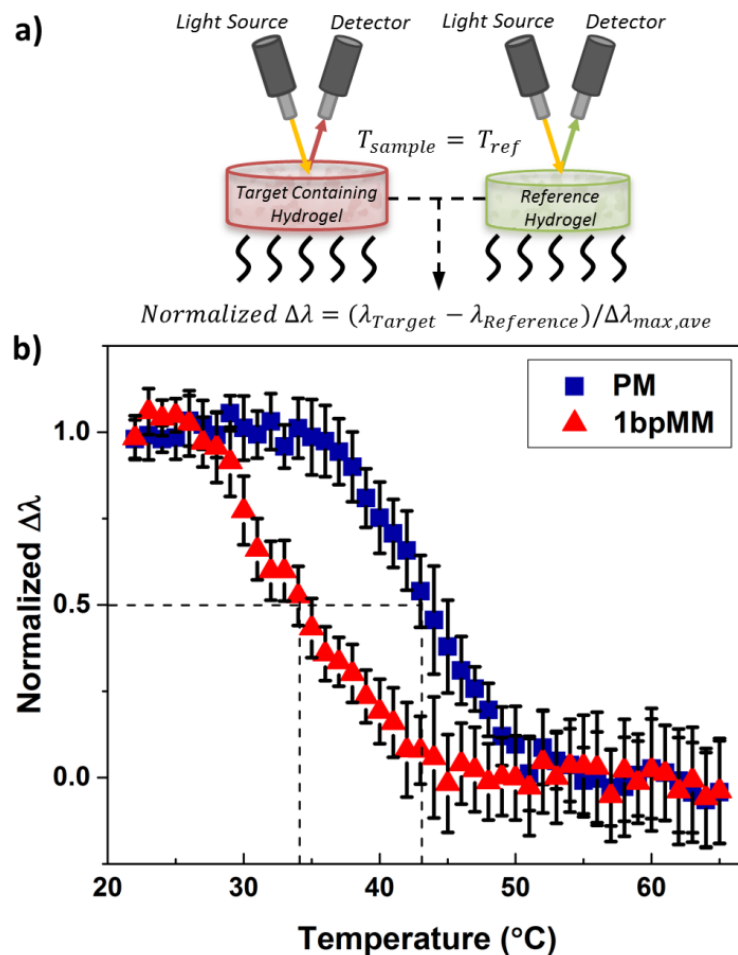 a)
Light Source
Detector
Light Source
Detector
T_sample = T_ref
Target Containing
Hydrogel
Reference
Hydrogel
Normalized Δλ = (λ_Target − λ_Reference)/Δλ_max,ave
b)
PM
1bpMM
1.0
0.5
0.0
Normalized Δλ
20 30 40 50 60
Temperature (°C)